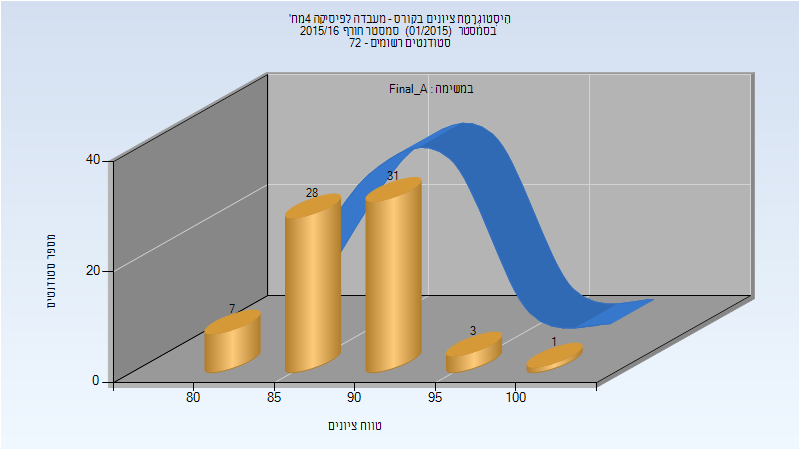 היסטוגרמת ציונים בקורס - מעבדה לפיסיקה 4מח'
בסמסטר (01/2015) סמסטר חורף 2015/16
סטודנטים רשומים - 72
במשימה : Final_A
מספר סטודנטים
40
20
0
7
28
31
3
1
80
85
90
95
100
טווח ציונים